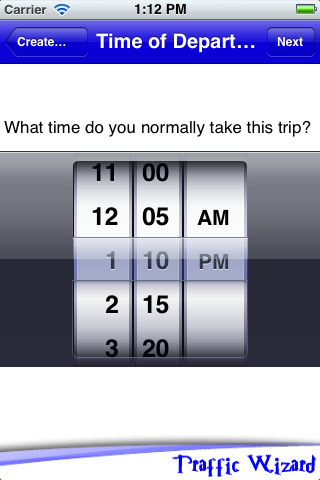 Carrier 1:12 PM
Create... Time of Depart... Next
What time do you normally take this trip?
11 00
12 05 AM
1 10 PM
2 15
3 20
Traffic Wizard